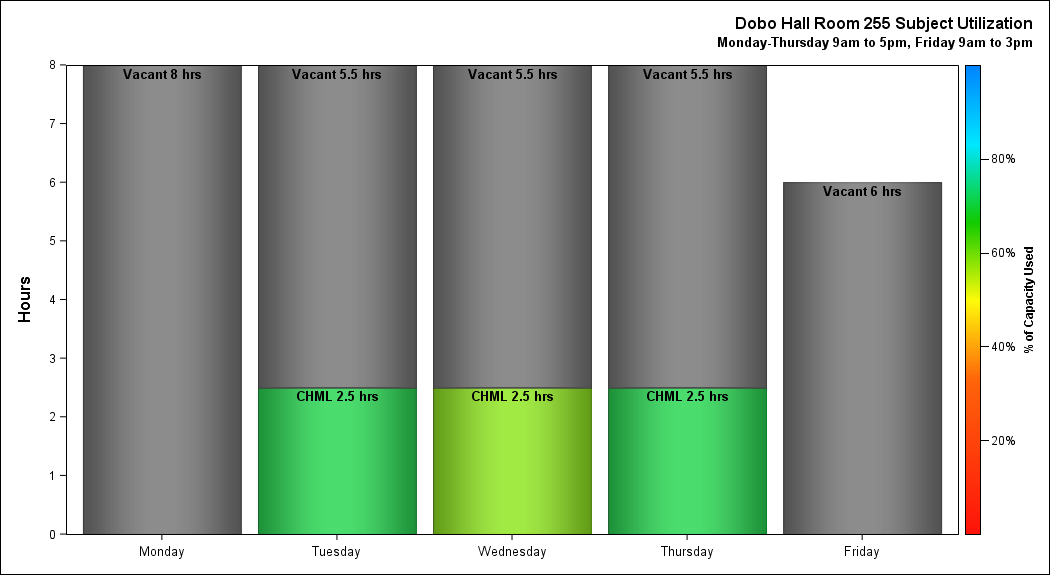 Dobo Hall Room 255 Subject Utilization
Monday-Thursday 9am to 5pm, Friday 9am to 3pm
8
7
6
5
4
3
2
1
0
Hours
Vacant 8 hrs
Vacant 5.5 hrs
Vacant 5.5 hrs
Vacant 5.5 hrs
Vacant 6 hrs
CHML 2.5 hrs
CHML 2.5 hrs
CHML 2.5 hrs
Monday
Tuesday
Wednesday
Thursday
Friday
80%
60%
40%
20%
% of Capacity Used